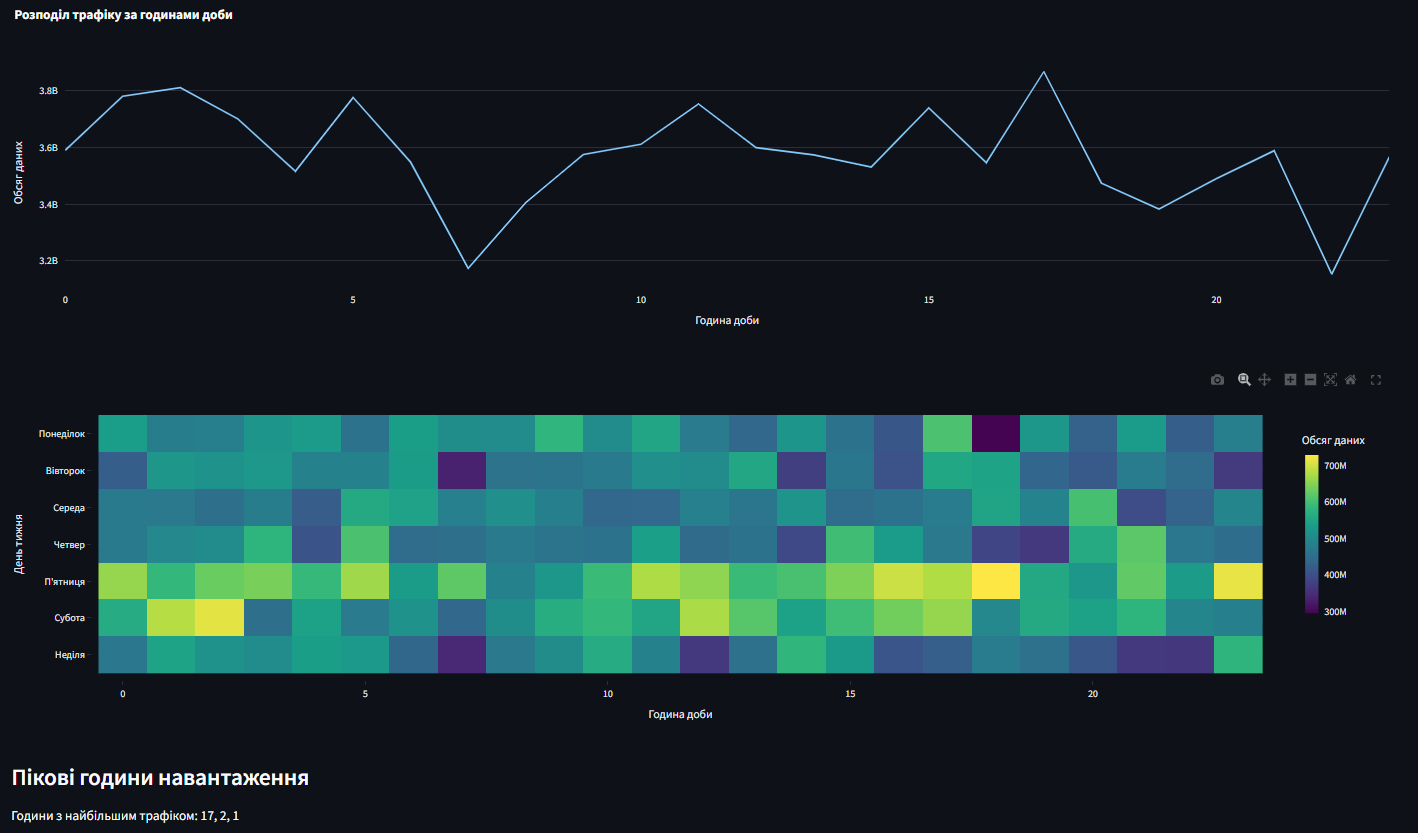 Розподіл трафіку за годинами доби
3.8B
3.6B
3.4B
3.2B
Обсяг даних
0 5 10 15 20
Година доби
Понеділок
Вівторок
Середа
Четвер
П'ятниця
Субота
Неділя
День тижня
0 5 10 15 20
Година доби
Обсяг даних
700M
600M
500M
400M
300M
Пікові години навантаження
Години з найбільшим трафіком: 17, 2, 1